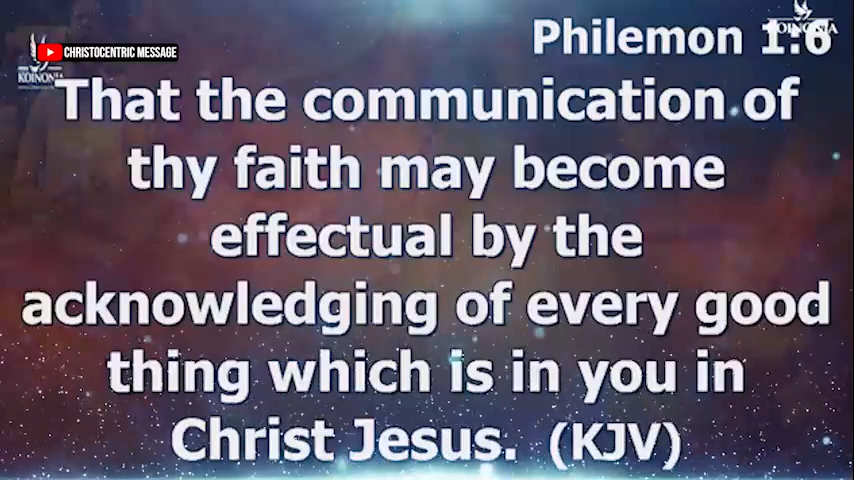 CHRISTOCENTRIC MESSAGE
KOINONIA
KOINONIA
Philemon 1:6
That the communication of
thy faith may become
effectual by the
acknowledging of every good
thing which is in you in
Christ Jesus. (KJV)